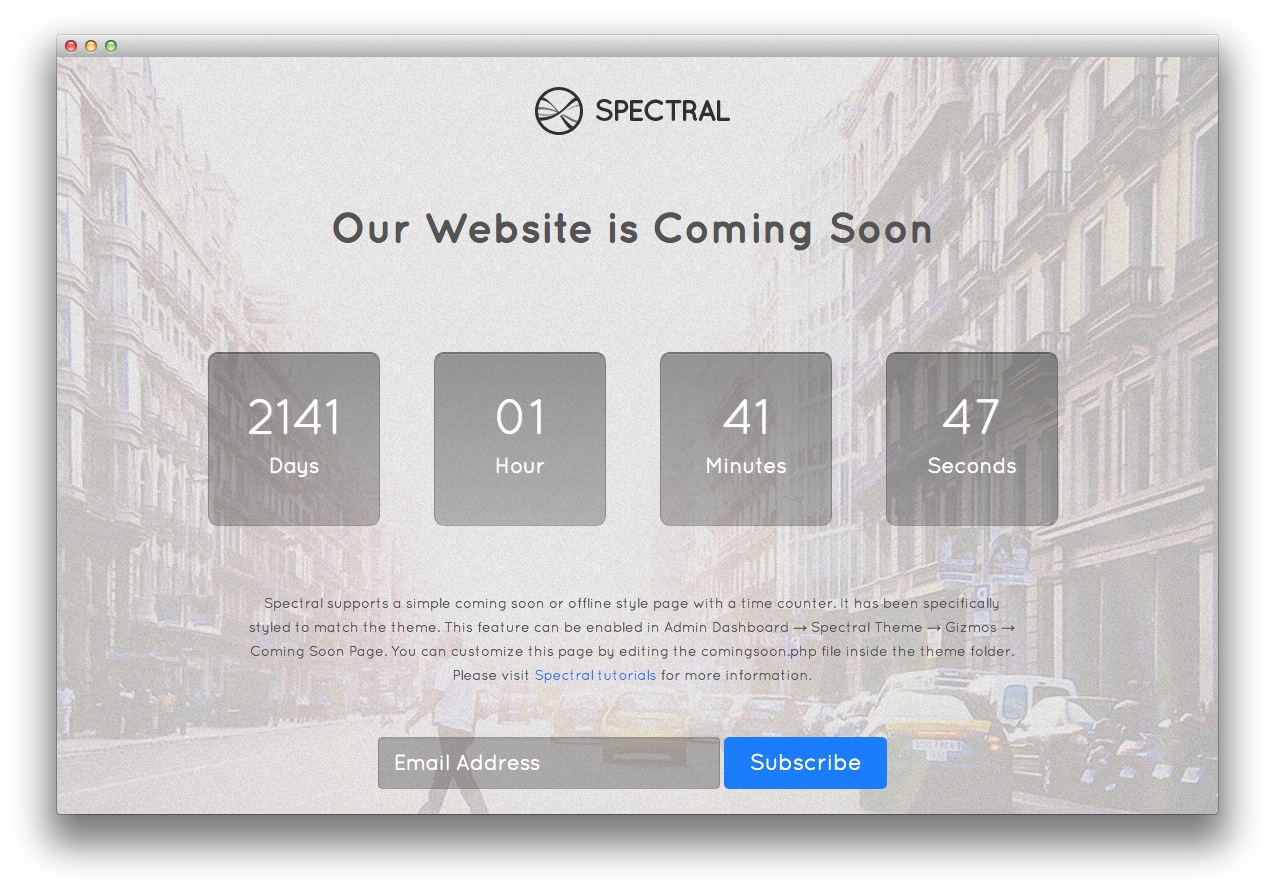 SPECTRAL
Our Website is Coming Soon
2141
Days
01
Hour
41
Minutes
47
Seconds
Spectral supports a simple coming soon or offline style page with a time counter. It has been specifically
styled to match the theme. This feature can be enabled in Admin Dashboard → Spectral Theme → Gizmos →
Coming Soon Page. You can customize this page by editing the comingsoon.php file inside the theme folder.
Please visit Spectral tutorials for more information.
Email Address
Subscribe